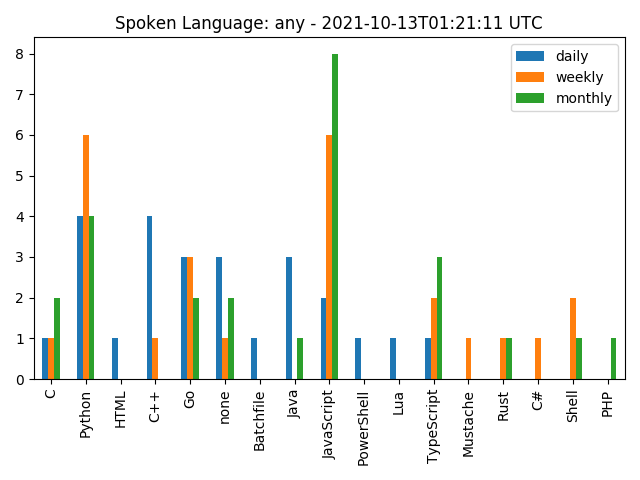 Spoken Language: any - 2021-10-13T01:21:11 UTC
daily
weekly
monthly
8
7
6
5
4
3
2
1
0
C
Python
HTML
C++
Go
none
Batchfile
Java
JavaScript
PowerShell
Lua
TypeScript
Mustache
Rust
C#
Shell
PHP